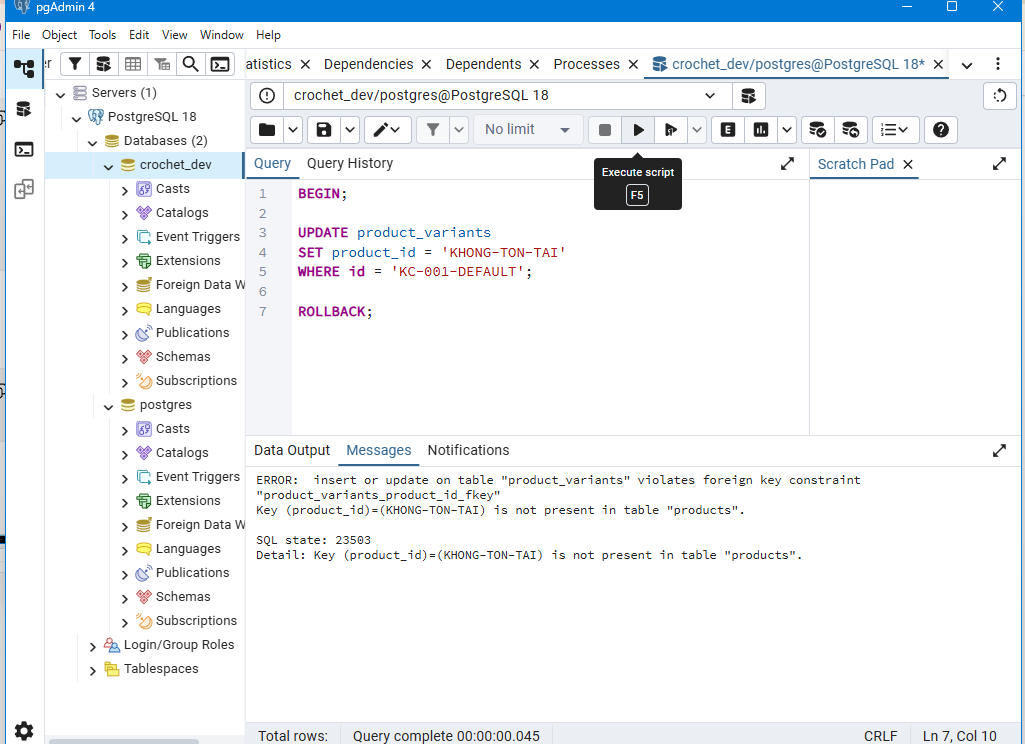 pgAdmin 4
File Object Tools Edit View Window Help
atistics Dependencies Dependents Processes crochet_dev/postgres@PostgreSQL 18*
crochet_dev/postgres@PostgreSQL 18
No limit
Servers (1)
PostgreSQL 18
Databases (2)
crochet_dev
Casts
Catalogs
Event Triggers
Extensions
Foreign Data W
Languages
Publications
Schemas
Subscriptions
postgres
Casts
Catalogs
Event Triggers
Extensions
Foreign Data W
Languages
Publications
Schemas
Subscriptions
Login/Group Roles
Tablespaces
Query Query History
Execute script
F5
Scratch Pad
1 BEGIN;
2
3 UPDATE product_variants
4 SET product_id = 'KHONG-TON-TAI'
5 WHERE id = 'KC-001-DEFAULT';
6
7 ROLLBACK;
Data Output Messages Notifications
ERROR:  insert or update on table "product_variants" violates foreign key constraint
"product_variants_product_id_fkey"
Key (product_id)=(KHONG-TON-TAI) is not present in table "products".
SQL state: 23503
Detail: Key (product_id)=(KHONG-TON-TAI) is not present in table "products".
Total rows: Query complete 00:00:00.045 CRLF Ln 7, Col 10